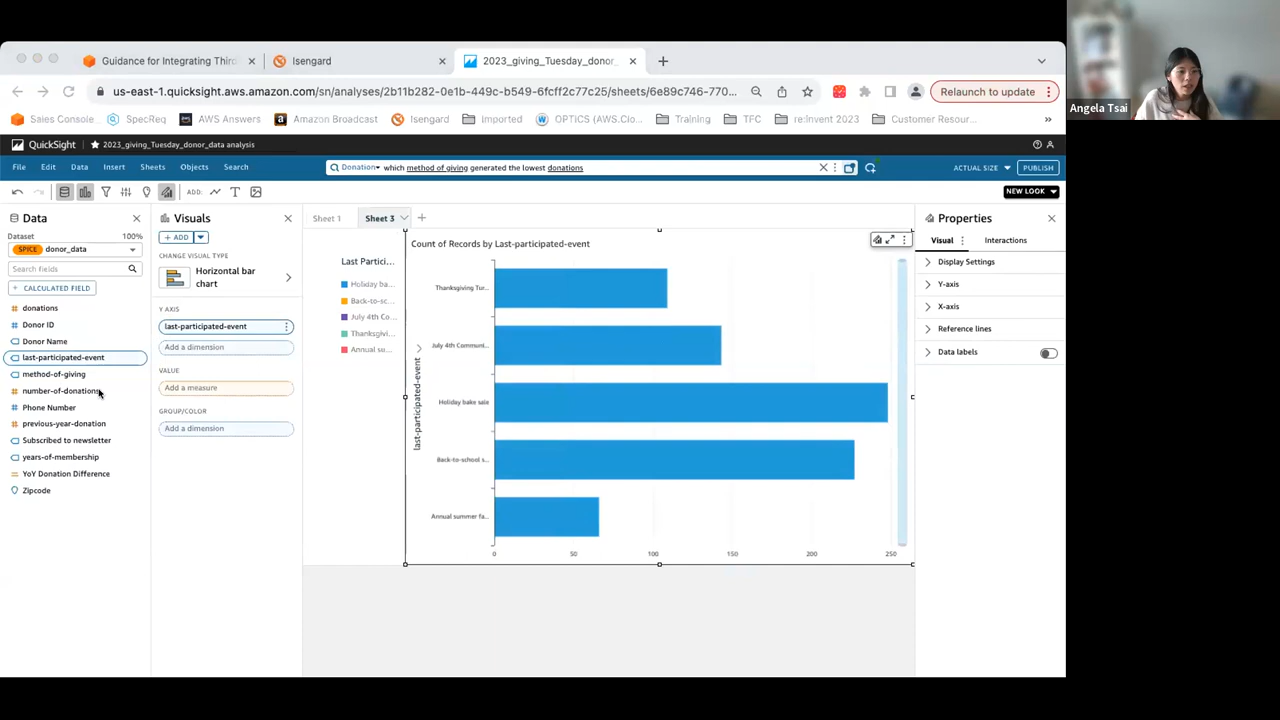 Guidance for Integrating Third
Isengard
2023_giving_Tuesday_donor_
us-east-1.quicksight.aws.amazon.com/sn/analyses/2b11b282-0e1b-449c-b549-6fcff2c77c25/sheets/6e89c746-770...
Relaunch to update
Sales Console
SpecReq
AWS Answers
Amazon Broadcast
Isengard
Imported
OPTiCS (AWS.Clo...
Training
TFC
re:Invent 2023
Customer Resour...
Angela Tsai
QuickSight
2023_giving_Tuesday_donor_data analysis
File Edit Data Insert Sheets Objects Search
Donation which method of giving generated the lowest donations
ACTUAL SIZE
PUBLISH
ADD:
NEW LOOK
Data
Dataset 100%
SPICE donor_data
Search fields
+ CALCULATED FIELD
donations
Donor ID
Donor Name
last-participated-event
method-of-giving
number-of-donations
Phone Number
previous-year-donation
Subscribed to newsletter
years-of-membership
YoY Donation Difference
Zipcode
Visuals
+ ADD
CHANGE VISUAL TYPE
Horizontal bar
chart
Y AXIS
last-participated-event
Add a dimension
VALUE
Add a measure
GROUP/COLOR
Add a dimension
Sheet 1
Sheet 3
Last Partici...
Holiday ba...
Back-to-sc...
July 4th Co...
Thanksgivi...
Annual su...
Count of Records by Last-participated-event
last-participated-event
Thanksgiving Tur...
July 4th Communi...
Holiday bake sale
Back-to-school s...
Annual summer fa...
0 50 100 150 200 250
Properties
Visual
Interactions
Display Settings
Y-axis
X-axis
Reference lines
Data labels